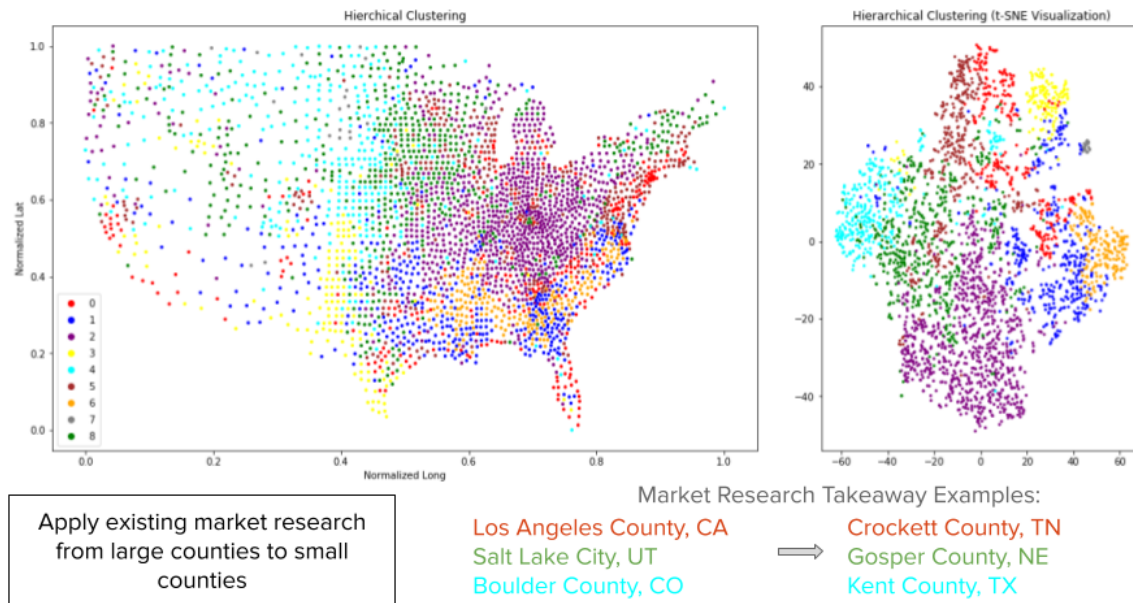 Hierchical Clustering
Hierarchical Clustering (t-SNE Visualization)
1.0
0.8
0.6
0.4
0.2
0.0
Normalized Lat
0
1
2
3
4
5
6
7
8
0.0 0.2 0.4 0.6 0.8 1.0
Normalized Long
40
20
0
−20
−40
−60 −40 −20 0 20 40 60
Apply existing market research
from large counties to small
counties
Market Research Takeaway Examples:
Los Angeles County, CA
Salt Lake City, UT
Boulder County, CO
Crockett County, TN
Gosper County, NE
Kent County, TX